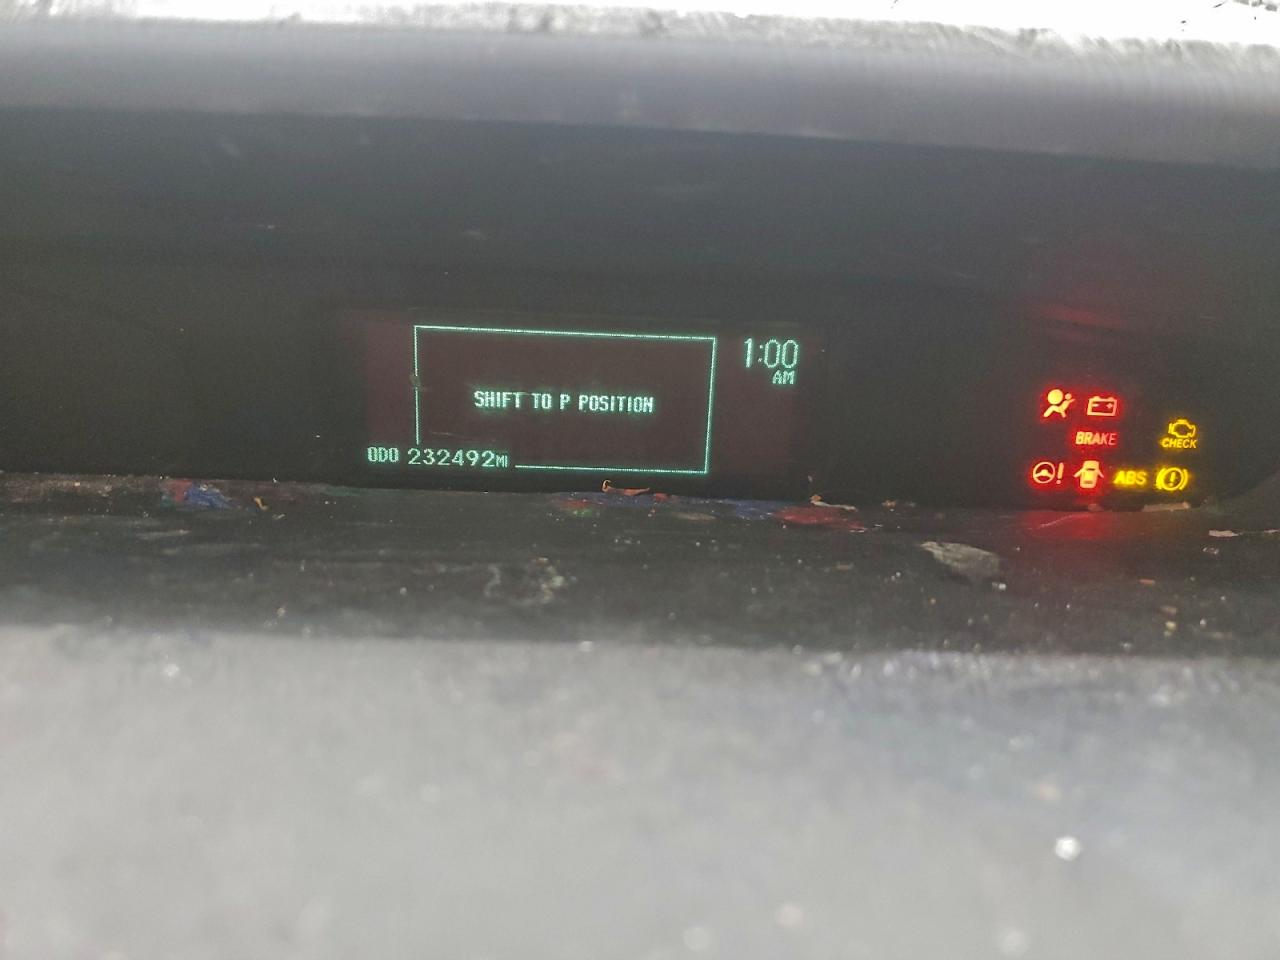 1:00
AM
SHIFT TO P POSITION
ODO 232492MI
BRAKE
CHECK
ABS